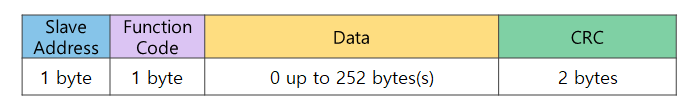 Slave Address
Function Code
Data
CRC
1 byte
1 byte
0 up to 252 bytes(s)
2 bytes